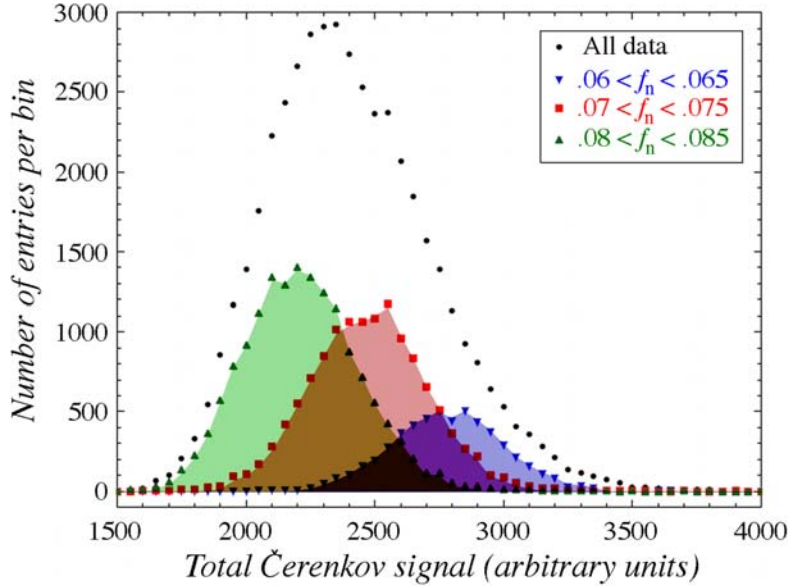 3000
2500
2000
1500
1000
500
0
Number of entries per bin
All data
.06 < fn < .065
.07 < fn < .075
.08 < fn < .085
1500 2000 2500 3000 3500 4000
Total Čerenkov signal (arbitrary units)